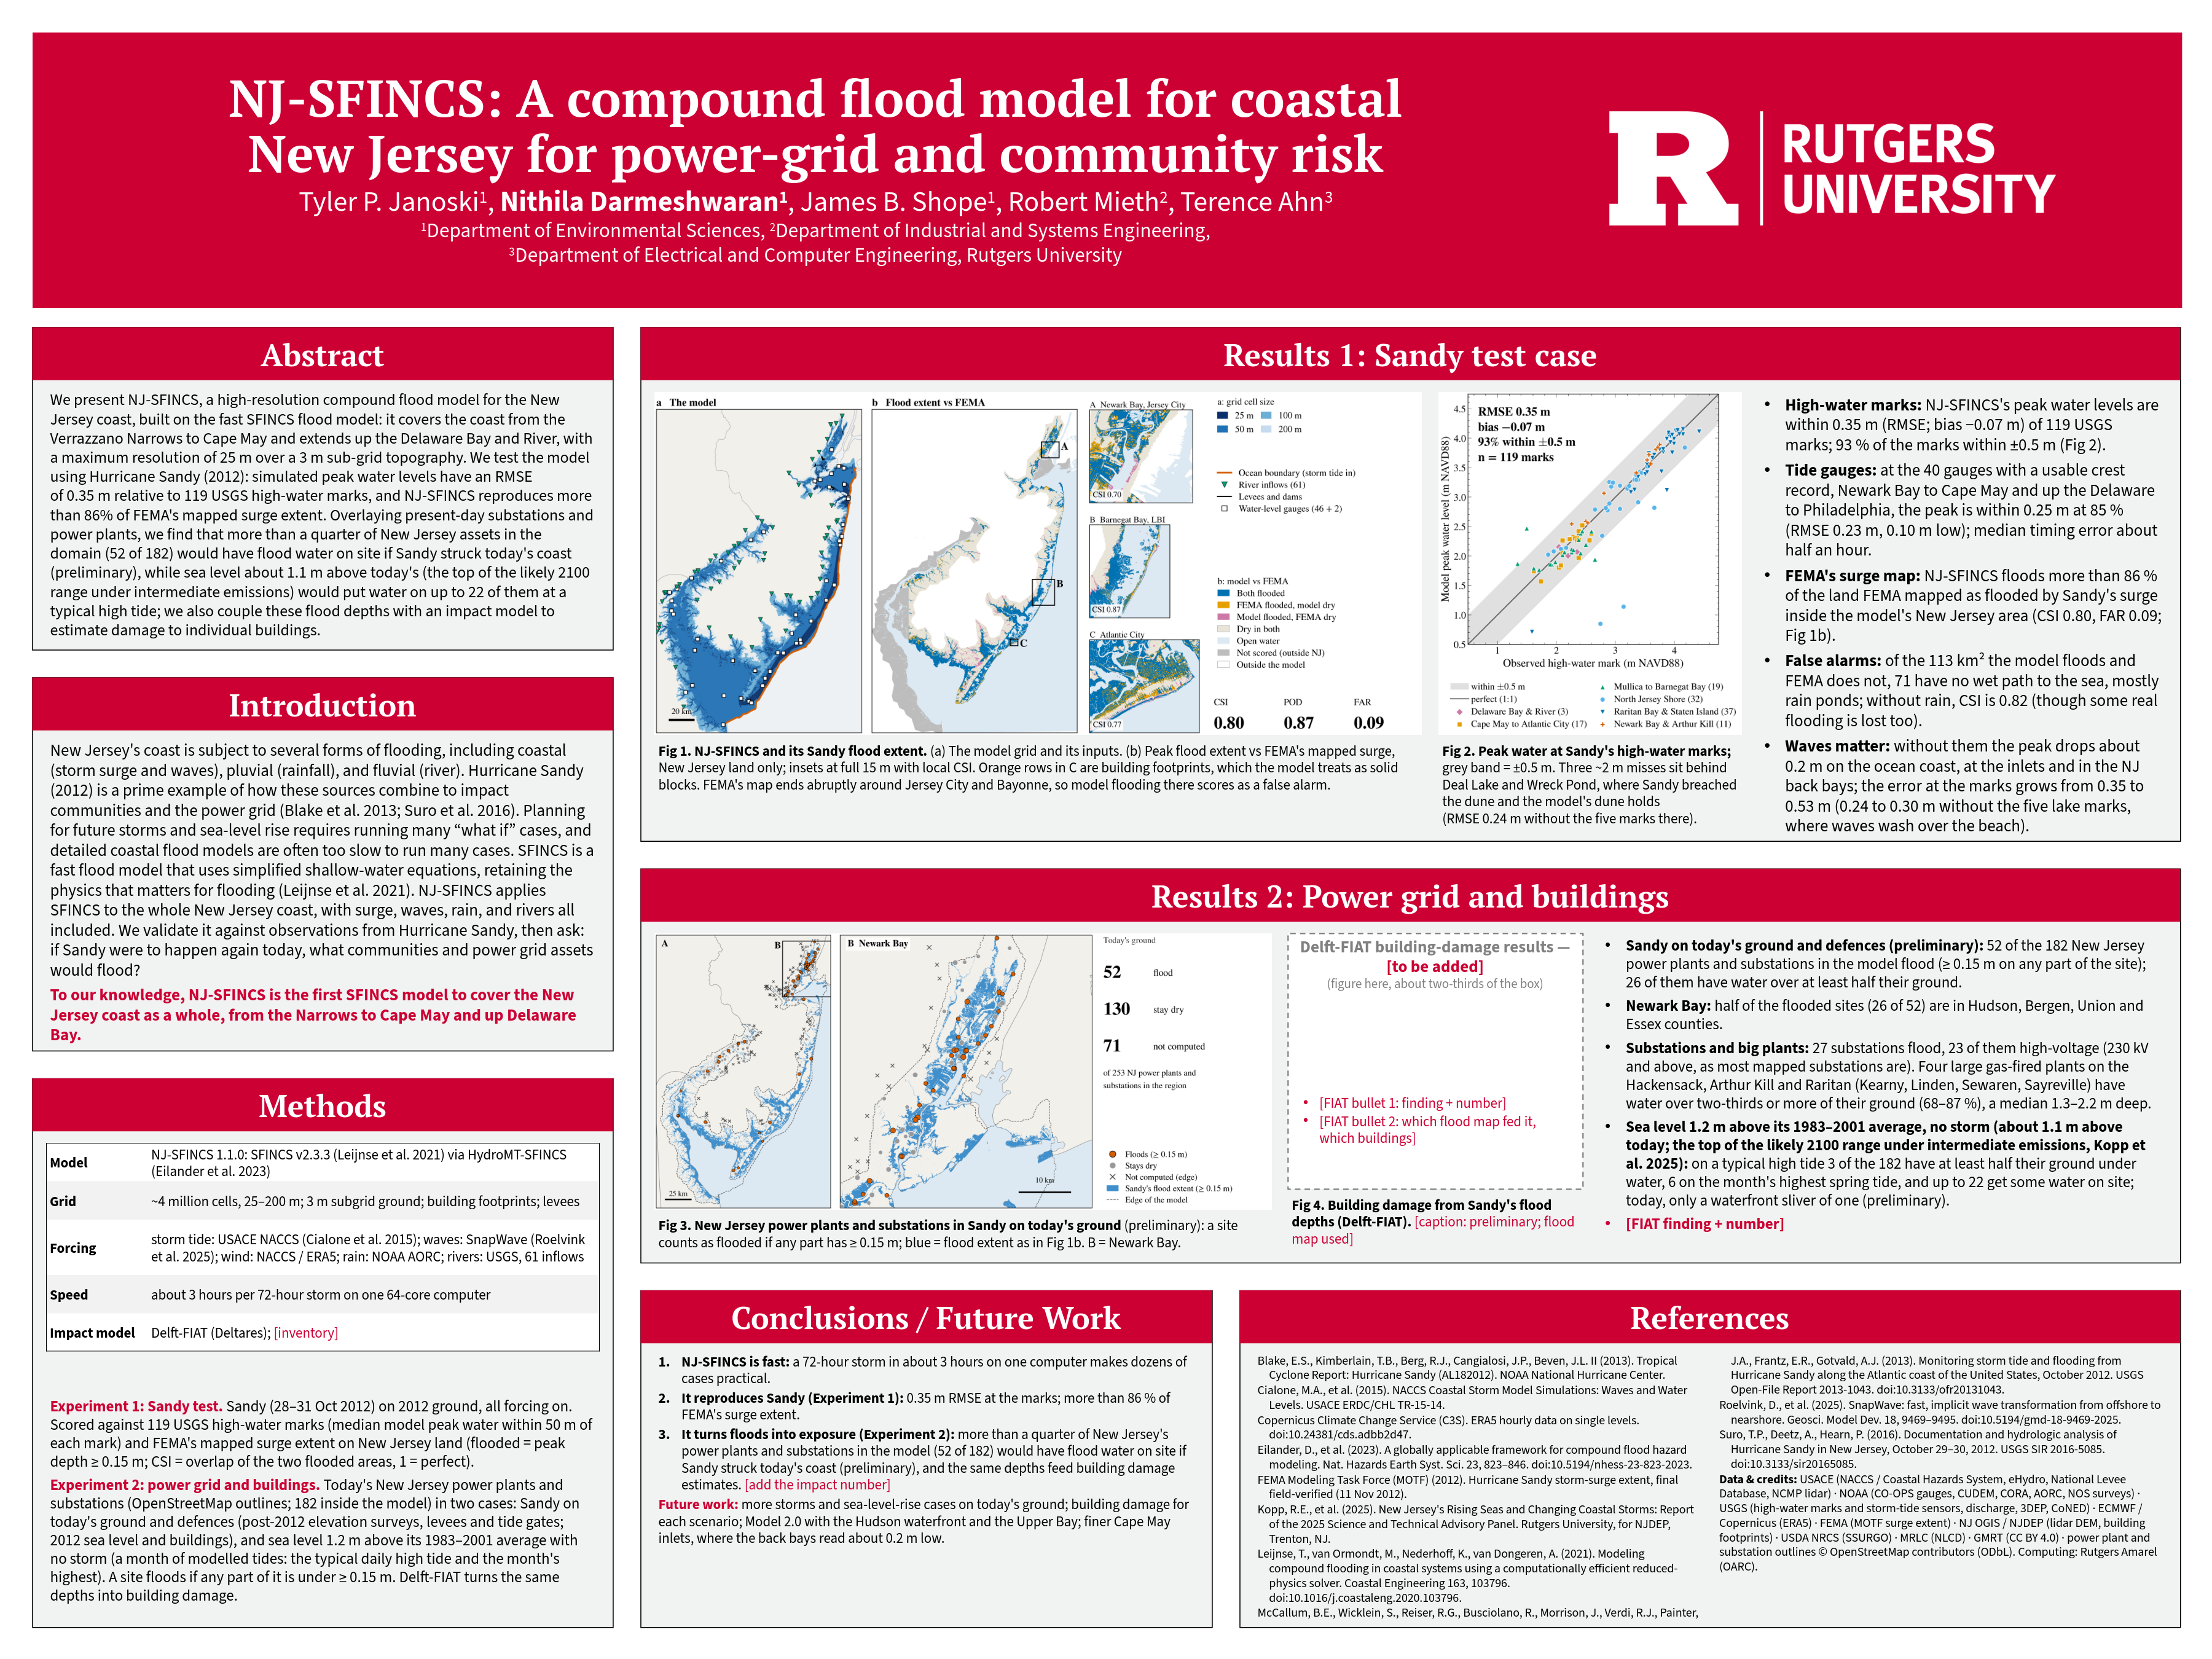 NJ-SFINCS: A compound flood model for coastal
New Jersey for power-grid and community risk
Tyler P. Janoski¹, Nithila Darmeshwaran¹, James B. Shope¹, Robert Mieth², Terence Ahn³
¹Department of Environmental Sciences, ²Department of Industrial and Systems Engineering,
³Department of Electrical and Computer Engineering, Rutgers University
R
RUTGERS
UNIVERSITY
Abstract
We present NJ-SFINCS, a high-resolution compound flood model for the New
Jersey coast, built on the fast SFINCS flood model: it covers the coast from the
Verrazzano Narrows to Cape May and extends up the Delaware Bay and River, with
a maximum resolution of 25 m over a 3 m sub-grid topography. We test the model
using Hurricane Sandy (2012): simulated peak water levels have an RMSE
of 0.35 m relative to 119 USGS high-water marks, and NJ-SFINCS reproduces more
than 86% of FEMA's mapped surge extent. Overlaying present-day substations and
power plants, we find that more than a quarter of New Jersey assets in the
domain (52 of 182) would have flood water on site if Sandy struck today's coast
(preliminary), while sea level about 1.1 m above today's (the top of the likely 2100
range under intermediate emissions) would put water on up to 22 of them at a
typical high tide; we also couple these flood depths with an impact model to
estimate damage to individual buildings.
Introduction
New Jersey's coast is subject to several forms of flooding, including coastal
(storm surge and waves), pluvial (rainfall), and fluvial (river). Hurricane Sandy
(2012) is a prime example of how these sources combine to impact
communities and the power grid (Blake et al. 2013; Suro et al. 2016). Planning
for future storms and sea-level rise requires running many “what if” cases, and
detailed coastal flood models are often too slow to run many cases. SFINCS is a
fast flood model that uses simplified shallow-water equations, retaining the
physics that matters for flooding (Leijnse et al. 2021). NJ-SFINCS applies
SFINCS to the whole New Jersey coast, with surge, waves, rain, and rivers all
included. We validate it against observations from Hurricane Sandy, then ask:
if Sandy were to happen again today, what communities and power grid assets
would flood?
To our knowledge, NJ-SFINCS is the first SFINCS model to cover the New
Jersey coast as a whole, from the Narrows to Cape May and up Delaware
Bay.
Methods
Model NJ-SFINCS 1.1.0: SFINCS v2.3.3 (Leijnse et al. 2021) via HydroMT-SFINCS
(Eilander et al. 2023)
Grid ~4 million cells, 25–200 m; 3 m subgrid ground; building footprints; levees
Forcing storm tide: USACE NACCS (Cialone et al. 2015); waves: SnapWave (Roelvink
et al. 2025); wind: NACCS / ERA5; rain: NOAA AORC; rivers: USGS, 61 inflows
Speed about 3 hours per 72-hour storm on one 64-core computer
Impact model Delft-FIAT (Deltares); [inventory]
Experiment 1: Sandy test. Sandy (28–31 Oct 2012) on 2012 ground, all forcing on.
Scored against 119 USGS high-water marks (median model peak water within 50 m of
each mark) and FEMA's mapped surge extent on New Jersey land (flooded = peak
depth ≥ 0.15 m; CSI = overlap of the two flooded areas, 1 = perfect).
Experiment 2: power grid and buildings. Today's New Jersey power plants and
substations (OpenStreetMap outlines; 182 inside the model) in two cases: Sandy on
today's ground and defences (post-2012 elevation surveys, levees and tide gates;
2012 sea level and buildings), and sea level 1.2 m above its 1983–2001 average with
no storm (a month of modelled tides: the typical daily high tide and the month's
highest). A site floods if any part of it is under ≥ 0.15 m. Delft-FIAT turns the same
depths into building damage.
Results 1: Sandy test case
a The model
20 km
b Flood extent vs FEMA
A
B
C
A Newark Bay, Jersey City
CSI 0.70
B Barnegat Bay, LBI
CSI 0.87
C Atlantic City
CSI 0.77
a: grid cell size
25 m 100 m
50 m 200 m
Ocean boundary (storm tide in)
River inflows (61)
Levees and dams
Water-level gauges (46 + 2)
b: model vs FEMA
Both flooded
FEMA flooded, model dry
Model flooded, FEMA dry
Dry in both
Open water
Not scored (outside NJ)
Outside the model
CSI POD FAR
0.80 0.87 0.09
Fig 1. NJ-SFINCS and its Sandy flood extent. (a) The model grid and its inputs. (b) Peak flood extent vs FEMA's mapped surge,
New Jersey land only; insets at full 15 m with local CSI. Orange rows in C are building footprints, which the model treats as solid
blocks. FEMA's map ends abruptly around Jersey City and Bayonne, so model flooding there scores as a false alarm.
RMSE 0.35 m
bias −0.07 m
93% within ±0.5 m
n = 119 marks
Model peak water level (m NAVD88)
4.5
4.0
3.5
3.0
2.5
2.0
1.5
1.0
0.5
1 2 3 4
Observed high-water mark (m NAVD88)
within ±0.5 m
perfect (1:1)
Delaware Bay & River (3)
Cape May to Atlantic City (17)
Mullica to Barnegat Bay (19)
North Jersey Shore (32)
Raritan Bay & Staten Island (37)
Newark Bay & Arthur Kill (11)
Fig 2. Peak water at Sandy's high-water marks;
grey band = ±0.5 m. Three ~2 m misses sit behind
Deal Lake and Wreck Pond, where Sandy breached
the dune and the model's dune holds
(RMSE 0.24 m without the five marks there).
• High-water marks: NJ-SFINCS's peak water levels are
within 0.35 m (RMSE; bias −0.07 m) of 119 USGS
marks; 93 % of the marks within ±0.5 m (Fig 2).
• Tide gauges: at the 40 gauges with a usable crest
record, Newark Bay to Cape May and up the Delaware
to Philadelphia, the peak is within 0.25 m at 85 %
(RMSE 0.23 m, 0.10 m low); median timing error about
half an hour.
• FEMA's surge map: NJ-SFINCS floods more than 86 %
of the land FEMA mapped as flooded by Sandy's surge
inside the model's New Jersey area (CSI 0.80, FAR 0.09;
Fig 1b).
• False alarms: of the 113 km² the model floods and
FEMA does not, 71 have no wet path to the sea, mostly
rain ponds; without rain, CSI is 0.82 (though some real
flooding is lost too).
• Waves matter: without them the peak drops about
0.2 m on the ocean coast, at the inlets and in the NJ
back bays; the error at the marks grows from 0.35 to
0.53 m (0.24 to 0.30 m without the five lake marks,
where waves wash over the beach).
Results 2: Power grid and buildings
A
B
25 km
B Newark Bay
10 km
Today's ground
52 flood
130 stay dry
71 not computed
of 253 NJ power plants and
substations in the region
Floods (≥ 0.15 m)
Stays dry
Not computed (edge)
Sandy's flood extent (≥ 0.15 m)
Edge of the model
Fig 3. New Jersey power plants and substations in Sandy on today's ground (preliminary): a site
counts as flooded if any part has ≥ 0.15 m; blue = flood extent as in Fig 1b. B = Newark Bay.
Delft-FIAT building-damage results —
[to be added]
(figure here, about two-thirds of the box)
• [FIAT bullet 1: finding + number]
• [FIAT bullet 2: which flood map fed it,
which buildings]
Fig 4. Building damage from Sandy's flood
depths (Delft-FIAT). [caption: preliminary; flood
map used]
• Sandy on today's ground and defences (preliminary): 52 of the 182 New Jersey
power plants and substations in the model flood (≥ 0.15 m on any part of the site);
26 of them have water over at least half their ground.
• Newark Bay: half of the flooded sites (26 of 52) are in Hudson, Bergen, Union and
Essex counties.
• Substations and big plants: 27 substations flood, 23 of them high-voltage (230 kV
and above, as most mapped substations are). Four large gas-fired plants on the
Hackensack, Arthur Kill and Raritan (Kearny, Linden, Sewaren, Sayreville) have
water over two-thirds or more of their ground (68–87 %), a median 1.3–2.2 m deep.
• Sea level 1.2 m above its 1983–2001 average, no storm (about 1.1 m above
today; the top of the likely 2100 range under intermediate emissions, Kopp et
al. 2025): on a typical high tide 3 of the 182 have at least half their ground under
water, 6 on the month's highest spring tide, and up to 22 get some water on site;
today, only a waterfront sliver of one (preliminary).
• [FIAT finding + number]
Conclusions / Future Work
1. NJ-SFINCS is fast: a 72-hour storm in about 3 hours on one computer makes dozens of
cases practical.
2. It reproduces Sandy (Experiment 1): 0.35 m RMSE at the marks; more than 86 % of
FEMA's surge extent.
3. It turns floods into exposure (Experiment 2): more than a quarter of New Jersey's
power plants and substations in the model (52 of 182) would have flood water on site if
Sandy struck today's coast (preliminary), and the same depths feed building damage
estimates. [add the impact number]
Future work: more storms and sea-level-rise cases on today's ground; building damage for
each scenario; Model 2.0 with the Hudson waterfront and the Upper Bay; finer Cape May
inlets, where the back bays read about 0.2 m low.
References
Blake, E.S., Kimberlain, T.B., Berg, R.J., Cangialosi, J.P., Beven, J.L. II (2013). Tropical
Cyclone Report: Hurricane Sandy (AL182012). NOAA National Hurricane Center.
Cialone, M.A., et al. (2015). NACCS Coastal Storm Model Simulations: Waves and Water
Levels. USACE ERDC/CHL TR-15-14.
Copernicus Climate Change Service (C3S). ERA5 hourly data on single levels.
doi:10.24381/cds.adbb2d47.
Eilander, D., et al. (2023). A globally applicable framework for compound flood hazard
modeling. Nat. Hazards Earth Syst. Sci. 23, 823–846. doi:10.5194/nhess-23-823-2023.
FEMA Modeling Task Force (MOTF) (2012). Hurricane Sandy storm-surge extent, final
field-verified (11 Nov 2012).
Kopp, R.E., et al. (2025). New Jersey's Rising Seas and Changing Coastal Storms: Report
of the 2025 Science and Technical Advisory Panel. Rutgers University, for NJDEP,
Trenton, NJ.
Leijnse, T., van Ormondt, M., Nederhoff, K., van Dongeren, A. (2021). Modeling
compound flooding in coastal systems using a computationally efficient reduced-
physics solver. Coastal Engineering 163, 103796.
doi:10.1016/j.coastaleng.2020.103796.
McCallum, B.E., Wicklein, S., Reiser, R.G., Busciolano, R., Morrison, J., Verdi, R.J., Painter,
J.A., Frantz, E.R., Gotvald, A.J. (2013). Monitoring storm tide and flooding from
Hurricane Sandy along the Atlantic coast of the United States, October 2012. USGS
Open-File Report 2013-1043. doi:10.3133/ofr20131043.
Roelvink, D., et al. (2025). SnapWave: fast, implicit wave transformation from offshore to
nearshore. Geosci. Model Dev. 18, 9469–9495. doi:10.5194/gmd-18-9469-2025.
Suro, T.P., Deetz, A., Hearn, P. (2016). Documentation and hydrologic analysis of
Hurricane Sandy in New Jersey, October 29–30, 2012. USGS SIR 2016-5085.
doi:10.3133/sir20165085.
Data & credits: USACE (NACCS / Coastal Hazards System, eHydro, National Levee
Database, NCMP lidar) · NOAA (CO-OPS gauges, CUDEM, CORA, AORC, NOS surveys) ·
USGS (high-water marks and storm-tide sensors, discharge, 3DEP, CoNED) · ECMWF /
Copernicus (ERA5) · FEMA (MOTF surge extent) · NJ OGIS / NJDEP (lidar DEM, building
footprints) · USDA NRCS (SSURGO) · MRLC (NLCD) · GMRT (CC BY 4.0) · power plant and
substation outlines © OpenStreetMap contributors (ODbL). Computing: Rutgers Amarel
(OARC).